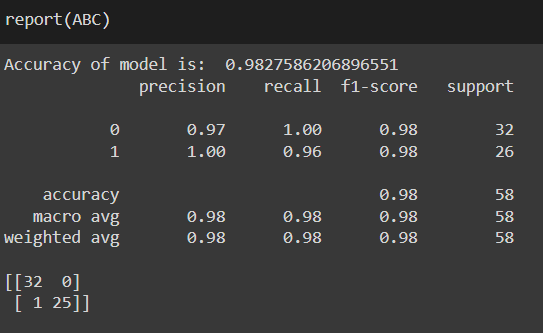 report(ABC)
Accuracy of model is:  0.9827586206896551
              precision    recall  f1-score   support

           0       0.97      1.00      0.98        32
           1       1.00      0.96      0.98        26

    accuracy                           0.98        58
   macro avg       0.98      0.98      0.98        58
weighted avg       0.98      0.98      0.98        58

[[32  0]
 [ 1 25]]